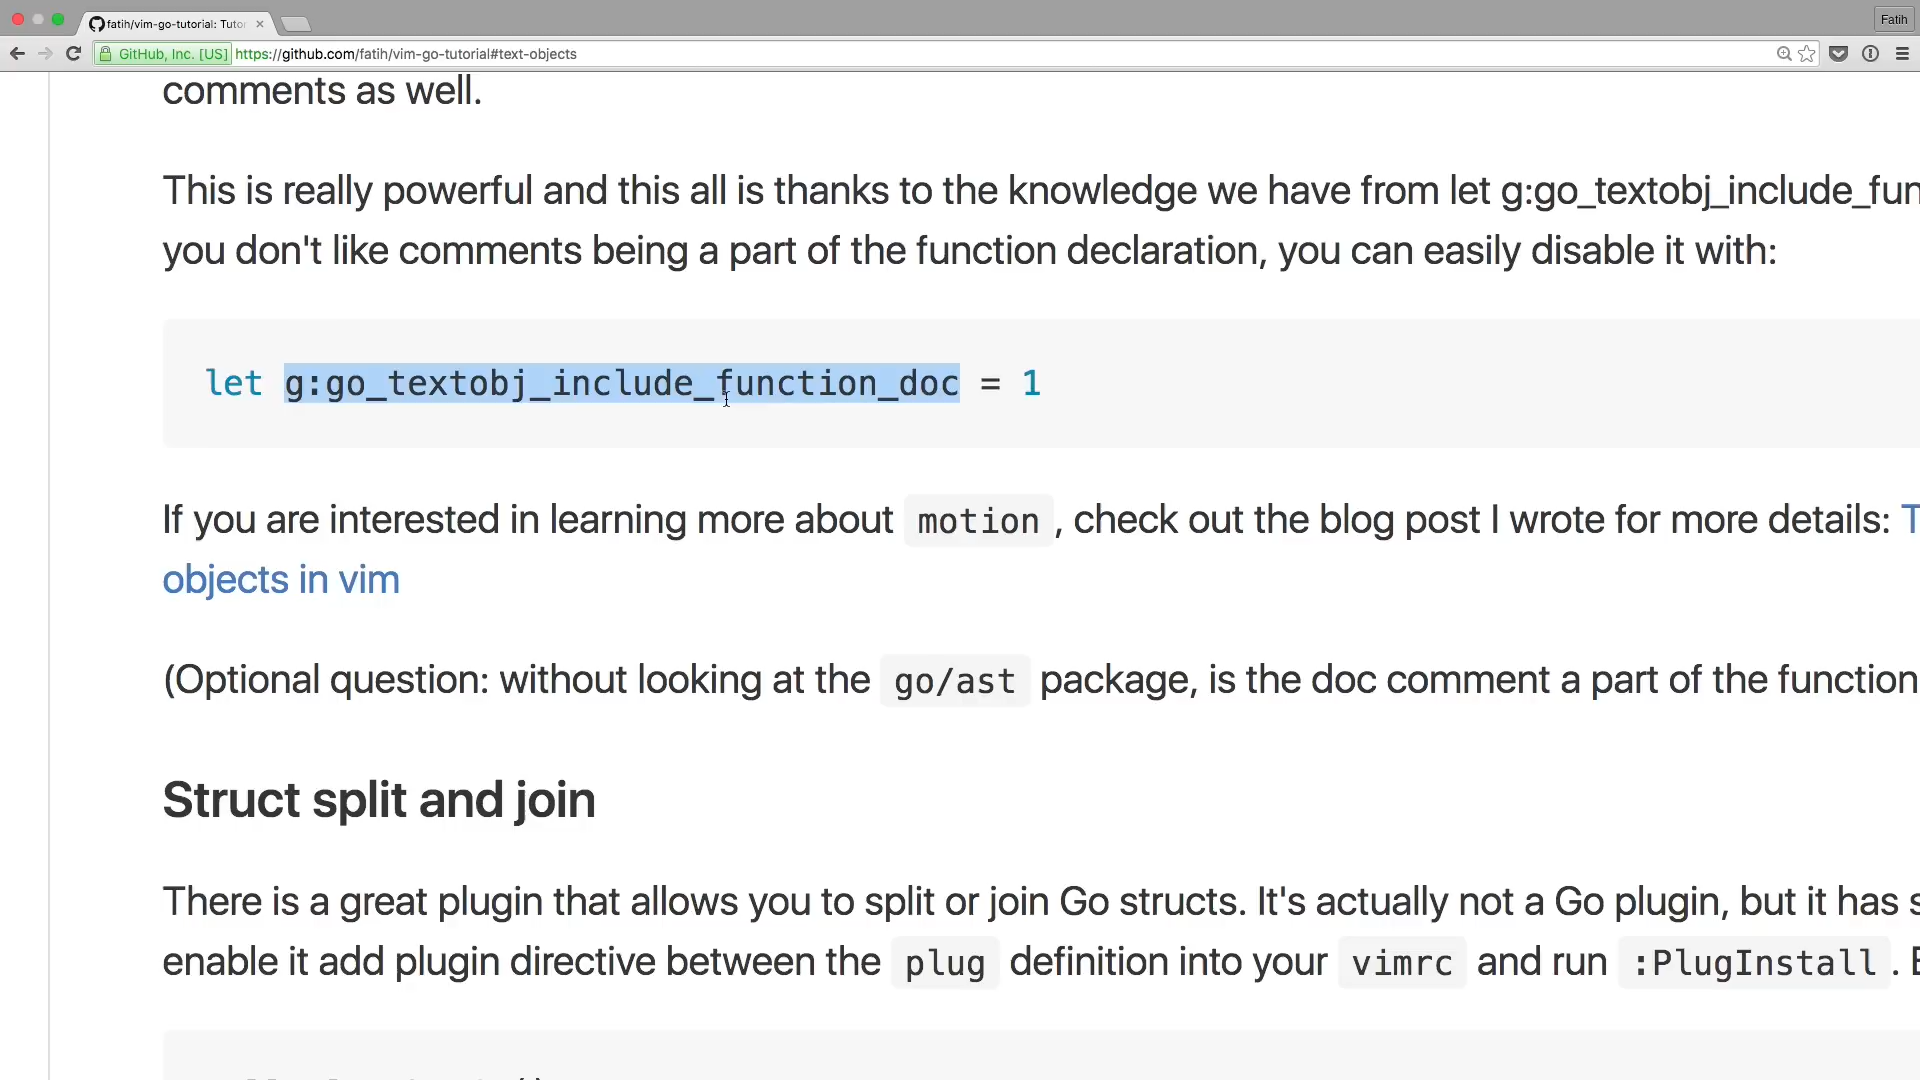 fatih/vim-go-tutorial: Tutor
Fatih
GitHub, Inc. [US] https://github.com/fatih/vim-go-tutorial#text-objects
comments as well.
This is really powerful and this all is thanks to the knowledge we have from let g:go_textobj_include_fun
you don't like comments being a part of the function declaration, you can easily disable it with:
let g:go_textobj_include_function_doc = 1
If you are interested in learning more about motion, check out the blog post I wrote for more details: T
objects in vim
(Optional question: without looking at the go/ast package, is the doc comment a part of the function
Struct split and join
There is a great plugin that allows you to split or join Go structs. It's actually not a Go plugin, but it has s
enable it add plugin directive between the plug definition into your vimrc and run :PlugInstall. E